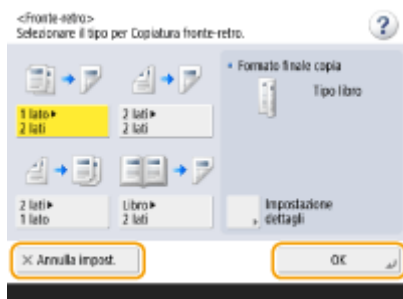 <Fronte-retro>
Selezionare il tipo per Copiatura fronte-retro.
?
1 lato▶
2 lati
2 lati▶
2 lati
2 lati▶
1 lato
Libro▶
2 lati
• Formato finale copia
Tipo libro
Impostazione
dettagli
× Annulla impost.
OK